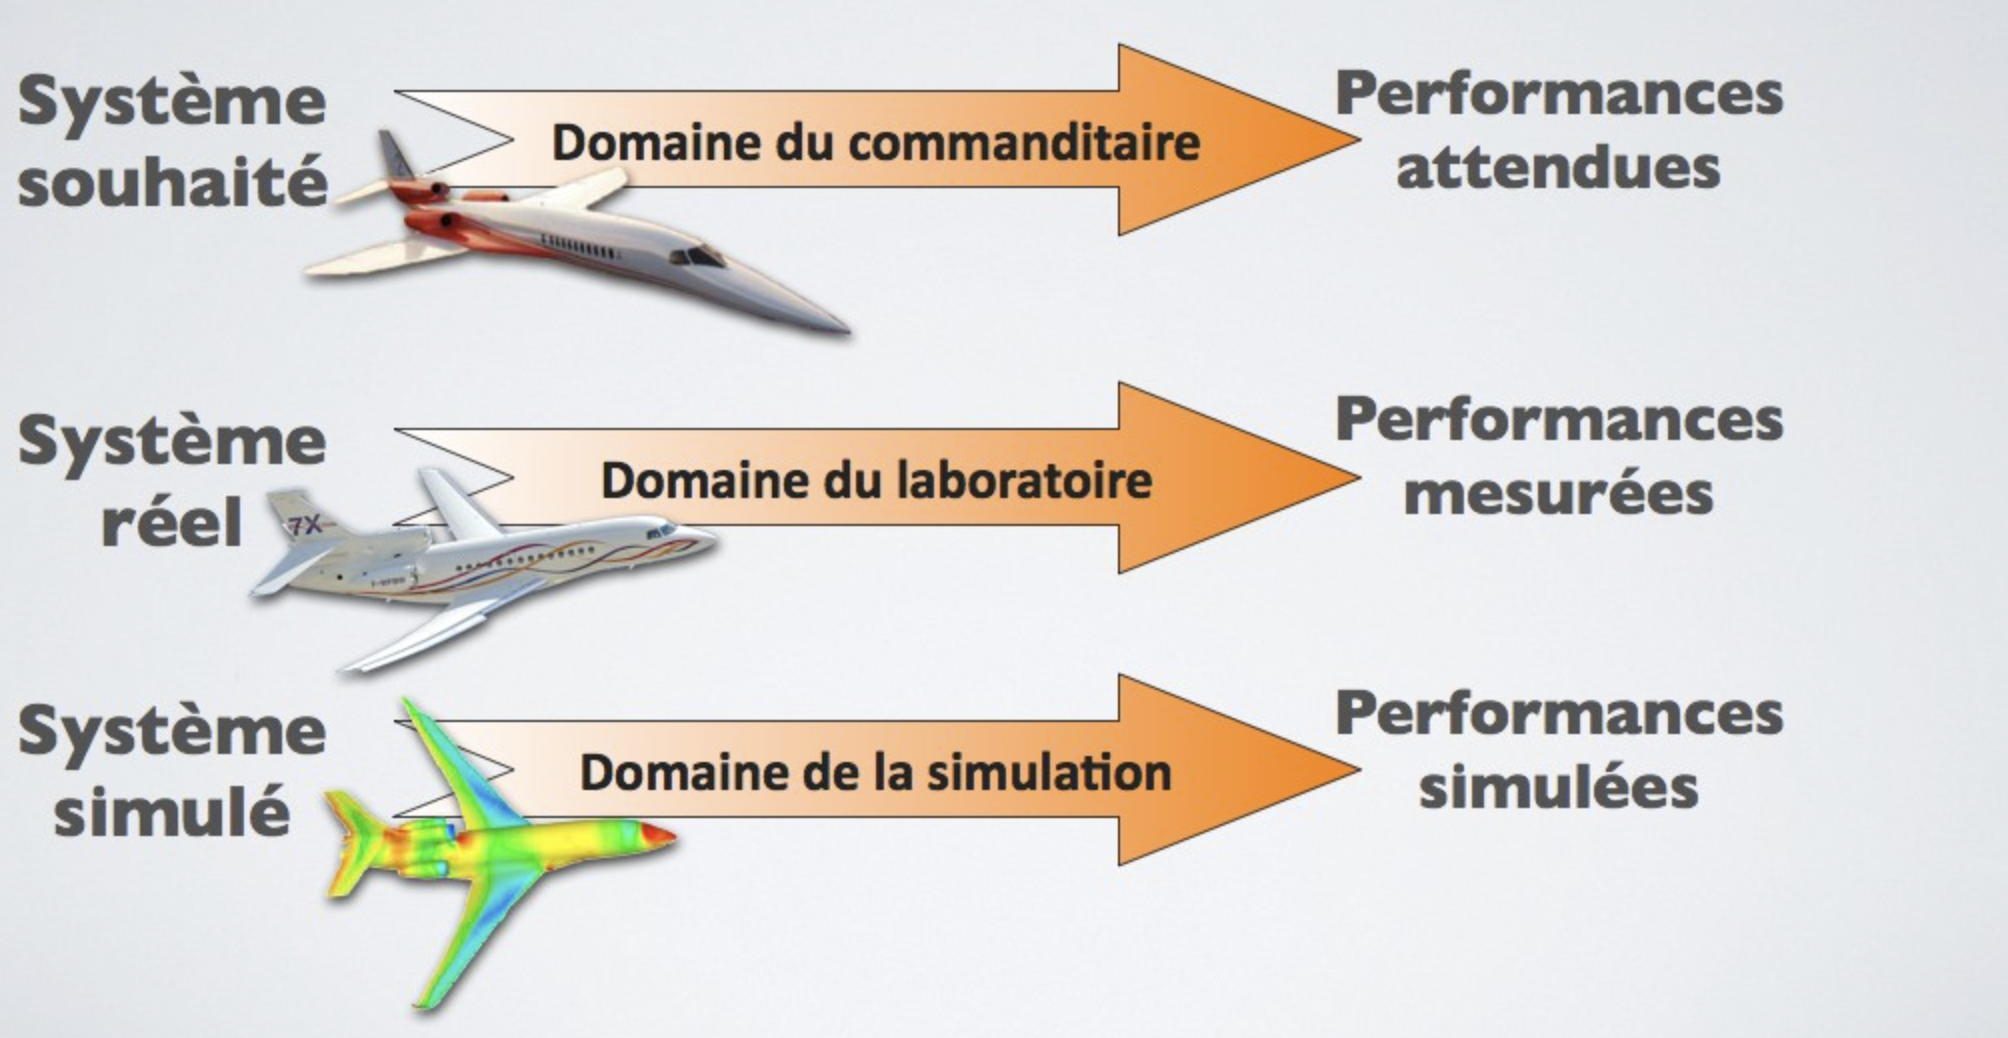 Système
souhaité
Domaine du commanditaire
Performances
attendues
Système
réel
7X
Domaine du laboratoire
Performances
mesurées
Système
simulé
Domaine de la simulation
Performances
simulées